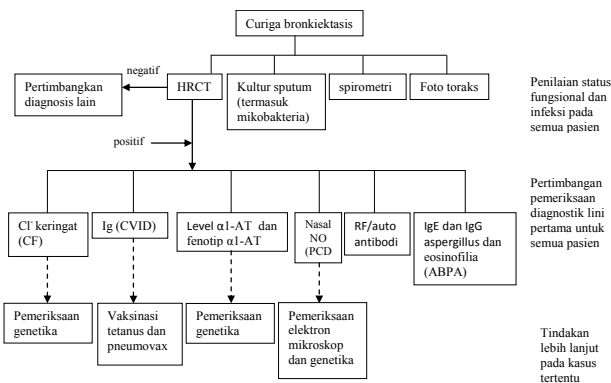 Curiga bronkiektasis
negatif
Pertimbangkan
diagnosis lain
HRCT
Kultur sputum
(termasuk
mikobakteria)
spirometri
Foto toraks
Penilaian status
fungsional dan
infeksi pada
semua pasien
positif
Cl⁻ keringat
(CF)
Ig (CVID)
Level α1-AT dan
fenotip α1-AT
Nasal
NO
(PCD
RF/auto
antibodi
IgE dan IgG
aspergillus dan
eosinofilia
(ABPA)
Pertimbangan
pemeriksaan
diagnostik lini
pertama untuk
semua pasien
Pemeriksaan
genetika
Vaksinasi
tetanus dan
pneumovax
Pemeriksaan
genetika
Pemeriksaan
elektron
mikroskop
dan genetika
Tindakan
lebih lanjut
pada kasus
tertentu